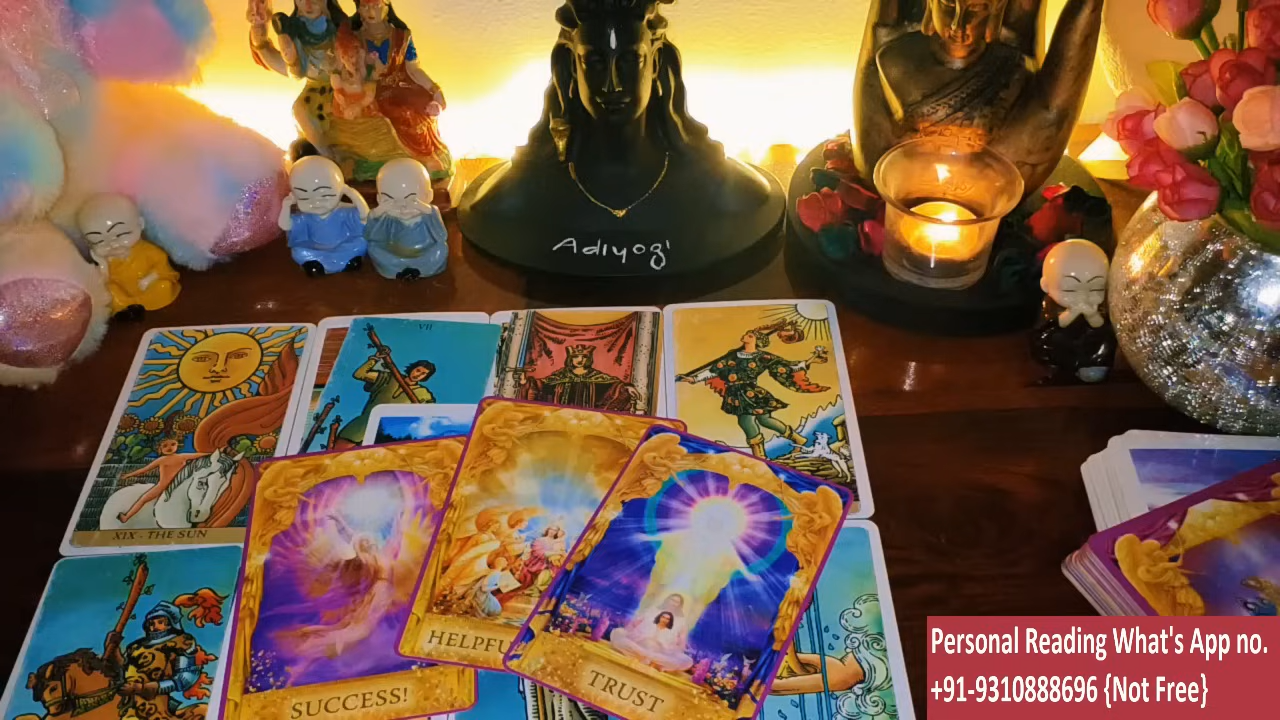 Adiyogi
VII
XIX - THE SUN
HELPFU
SUCCESS!
TRUST
Personal Reading What's App no.
+91-9310888696 {Not Free}